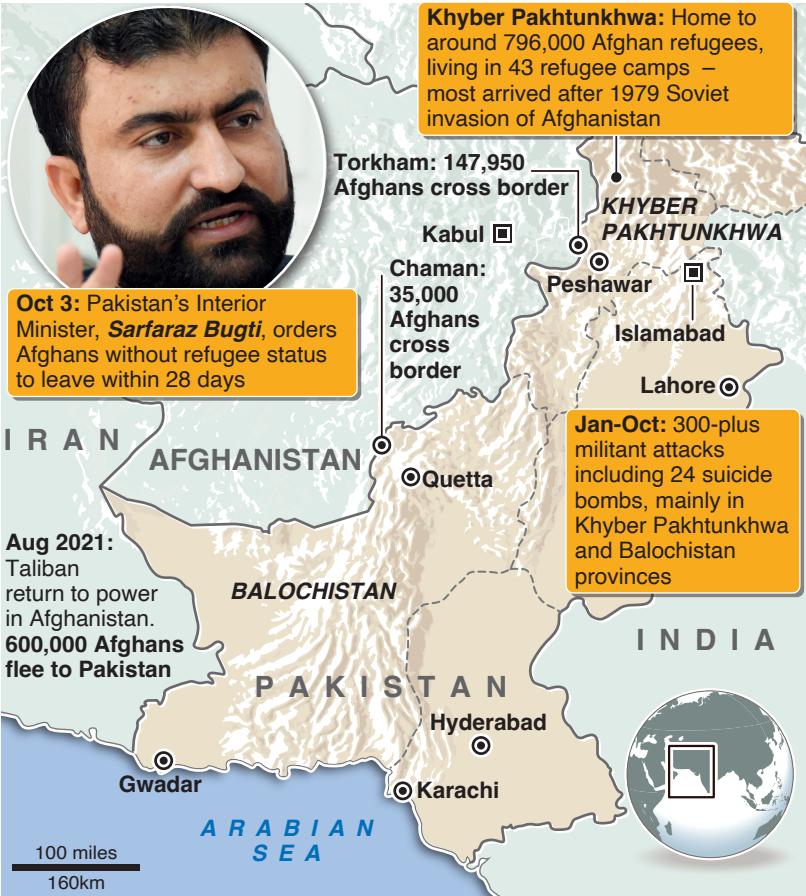 Khyber Pakhtunkhwa: Home to
around 796,000 Afghan refugees,
living in 43 refugee camps –
most arrived after 1979 Soviet
invasion of Afghanistan
Torkham: 147,950
Afghans cross border
KHYBER
PAKHTUNKHWA
Kabul
Peshawar
Chaman:
35,000
Afghans
cross
border
Islamabad
Oct 3: Pakistan’s Interior
Minister, Sarfaraz Bugti, orders
Afghans without refugee status
to leave within 28 days
Lahore
Jan-Oct: 300-plus
militant attacks
including 24 suicide
bombs, mainly in
Khyber Pakhtunkhwa
and Balochistan
provinces
IRAN
AFGHANISTAN
Quetta
Aug 2021:
Taliban
return to power
in Afghanistan.
600,000 Afghans
flee to Pakistan
BALOCHISTAN
INDIA
PAKISTAN
Hyderabad
Gwadar
Karachi
ARABIAN
SEA
100 miles
160km